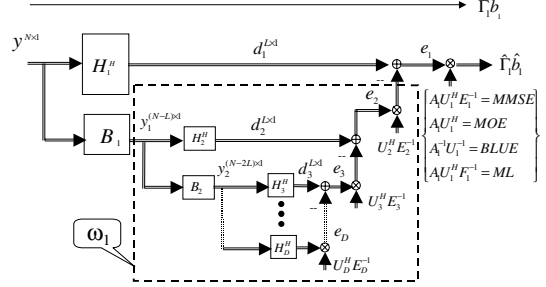 Γ₁b₁
y^{N×1}
H₁^H
d₁^{L×1}
e₁
Γ̂₁b̂₁
--
e₂
A₁U₁^H E₁⁻¹ = MMSE
A₁U₁^H = MOE
A₁⁻¹U₁⁻¹ = BLUE
A₁U₁^H F₁⁻¹ = ML
B₁
y₁^{(N-L)×1}
H₂^H
d₂^{L×1}
U₂^H E₂⁻¹
--
B₂
y₂^{(N-2L)×1}
H₃^H
d₃^{L×1}
e₃
U₃^H E₃⁻¹
--
ω₁
H_D^H
e_D
U_D^H E_D⁻¹